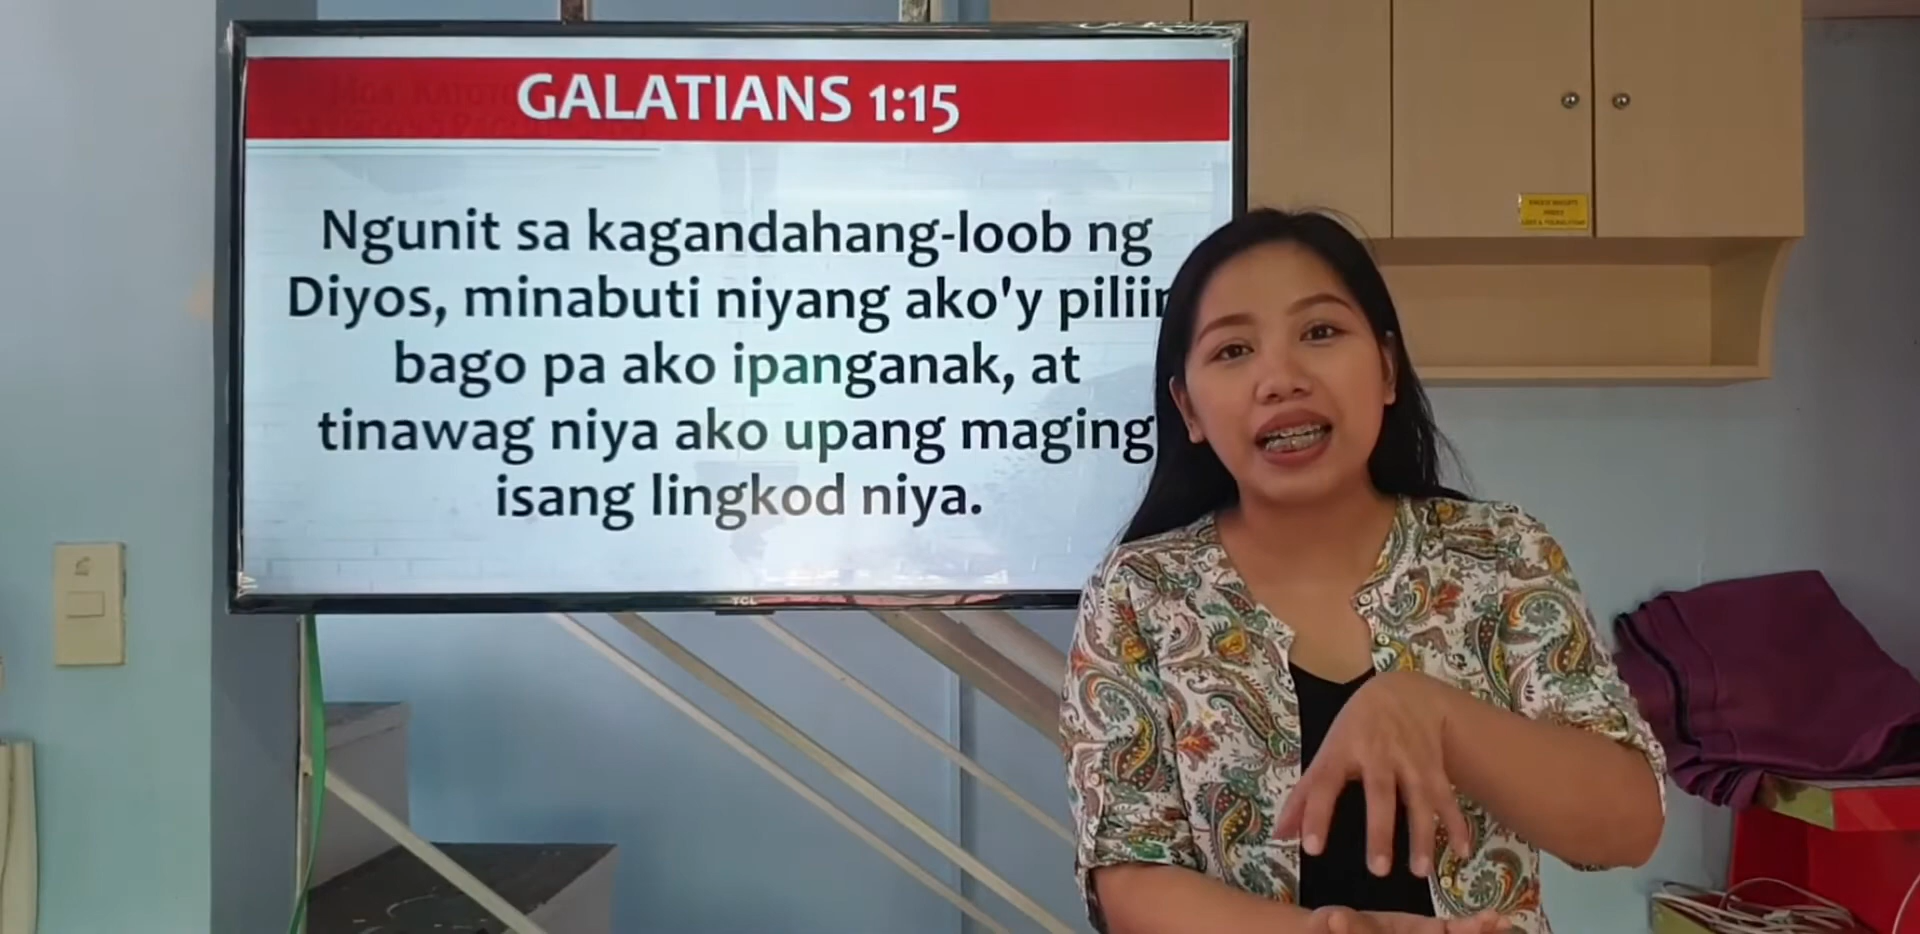 GALATIANS 1:15
Ngunit sa kagandahang-loob ng
Diyos, minabuti niyang ako'y piliin
bago pa ako ipanganak, at
tinawag niya ako upang maging
isang lingkod niya.
TCL